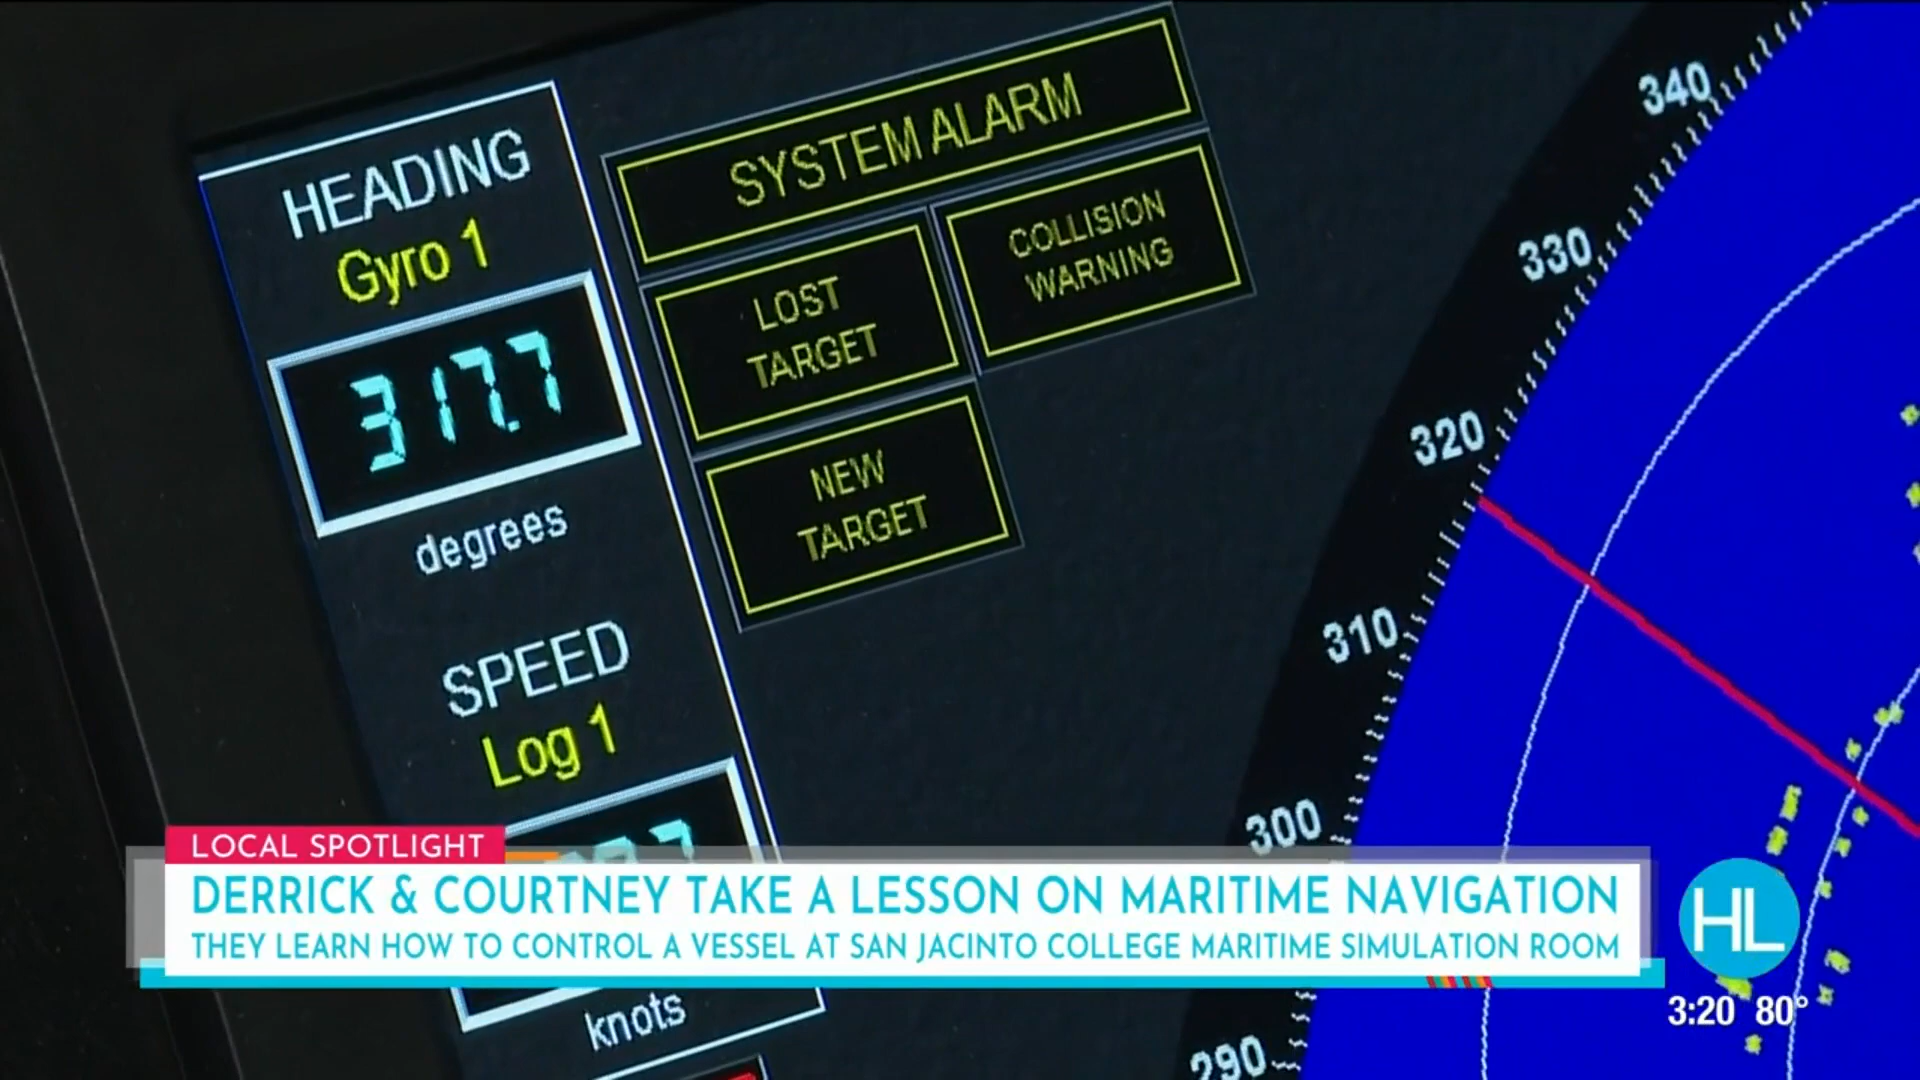 HEADING
Gyro 1
317.7
degrees
SPEED
Log 1
knots
SYSTEM ALARM
LOST
TARGET
COLLISION
WARNING
NEW
TARGET
340
330
320
310
300
290
LOCAL SPOTLIGHT
DERRICK & COURTNEY TAKE A LESSON ON MARITIME NAVIGATION
THEY LEARN HOW TO CONTROL A VESSEL AT SAN JACINTO COLLEGE MARITIME SIMULATION ROOM
HL
3:20 80°